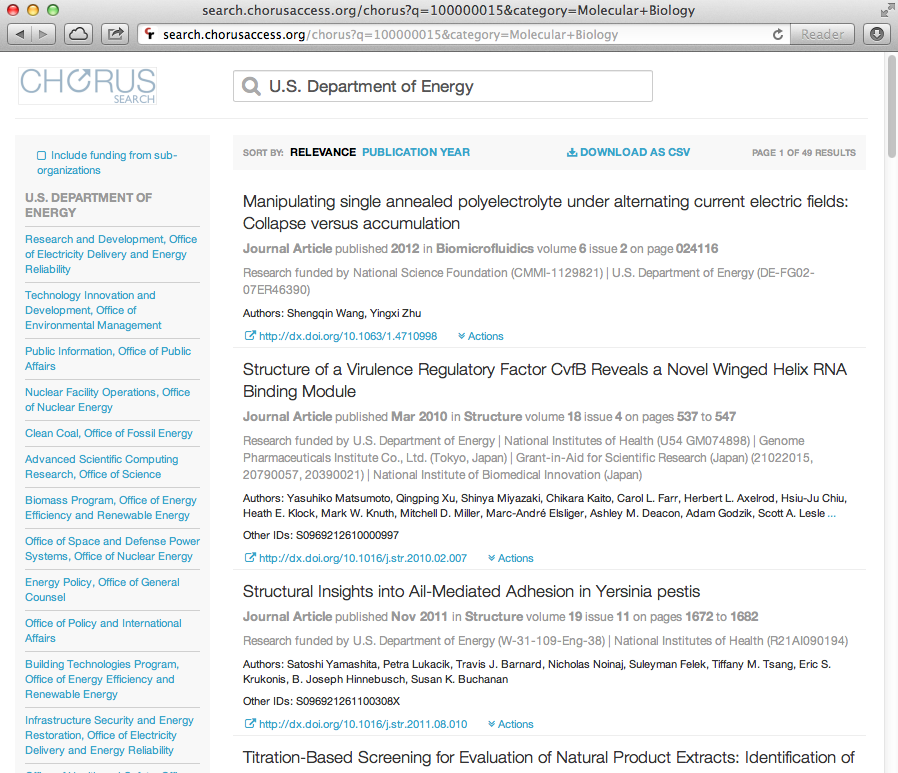 search.chorusaccess.org/chorus?q=100000015&category=Molecular+Biology
search.chorusaccess.org/chorus?q=100000015&category=Molecular+Biology
Reader
CHORUS
SEARCH
U.S. Department of Energy
Include funding from sub-
organizations
U.S. DEPARTMENT OF
ENERGY
Research and Development, Office
of Electricity Delivery and Energy
Reliability
Technology Innovation and
Development, Office of
Environmental Management
Public Information, Office of Public
Affairs
Nuclear Facility Operations, Office
of Nuclear Energy
Clean Coal, Office of Fossil Energy
Advanced Scientific Computing
Research, Office of Science
Biomass Program, Office of Energy
Efficiency and Renewable Energy
Office of Space and Defense Power
Systems, Office of Nuclear Energy
Energy Policy, Office of General
Counsel
Office of Policy and International
Affairs
Building Technologies Program,
Office of Energy Efficiency and
Renewable Energy
Infrastructure Security and Energy
Restoration, Office of Electricity
Delivery and Energy Reliability
SORT BY: RELEVANCE PUBLICATION YEAR DOWNLOAD AS CSV PAGE 1 OF 49 RESULTS
Manipulating single annealed polyelectrolyte under alternating current electric fields:
Collapse versus accumulation
Journal Article published 2012 in Biomicrofluidics volume 6 issue 2 on page 024116
Research funded by National Science Foundation (CMMI-1129821) | U.S. Department of Energy (DE-FG02-
07ER46390)
Authors: Shengqin Wang, Yingxi Zhu
http://dx.doi.org/10.1063/1.4710998 Actions
Structure of a Virulence Regulatory Factor CvfB Reveals a Novel Winged Helix RNA
Binding Module
Journal Article published Mar 2010 in Structure volume 18 issue 4 on pages 537 to 547
Research funded by U.S. Department of Energy | National Institutes of Health (U54 GM074898) | Genome
Pharmaceuticals Institute Co., Ltd. (Tokyo, Japan) | Grant-in-Aid for Scientific Research (Japan) (21022015,
20790057, 20390021) | National Institute of Biomedical Innovation (Japan)
Authors: Yasuhiko Matsumoto, Qingping Xu, Shinya Miyazaki, Chikara Kaito, Carol L. Farr, Herbert L. Axelrod, Hsiu-Ju Chiu,
Heath E. Klock, Mark W. Knuth, Mitchell D. Miller, Marc-André Elsliger, Ashley M. Deacon, Adam Godzik, Scott A. Lesle ...
Other IDs: S0969212610000997
http://dx.doi.org/10.1016/j.str.2010.02.007 Actions
Structural Insights into Ail-Mediated Adhesion in Yersinia pestis
Journal Article published Nov 2011 in Structure volume 19 issue 11 on pages 1672 to 1682
Research funded by U.S. Department of Energy (W-31-109-Eng-38) | National Institutes of Health (R21AI090194)
Authors: Satoshi Yamashita, Petra Lukacik, Travis J. Barnard, Nicholas Noinaj, Suleyman Felek, Tiffany M. Tsang, Eric S.
Krukonis, B. Joseph Hinnebusch, Susan K. Buchanan
Other IDs: S096921261100308X
http://dx.doi.org/10.1016/j.str.2011.08.010 Actions
Titration-Based Screening for Evaluation of Natural Product Extracts: Identification of